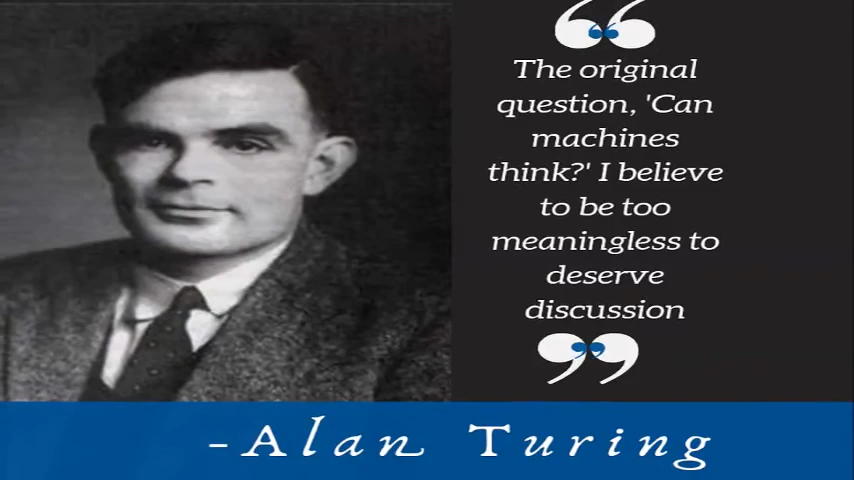 “
The original
question, 'Can
machines
think?' I believe
to be too
meaningless to
deserve
discussion
”
-Alan Turing